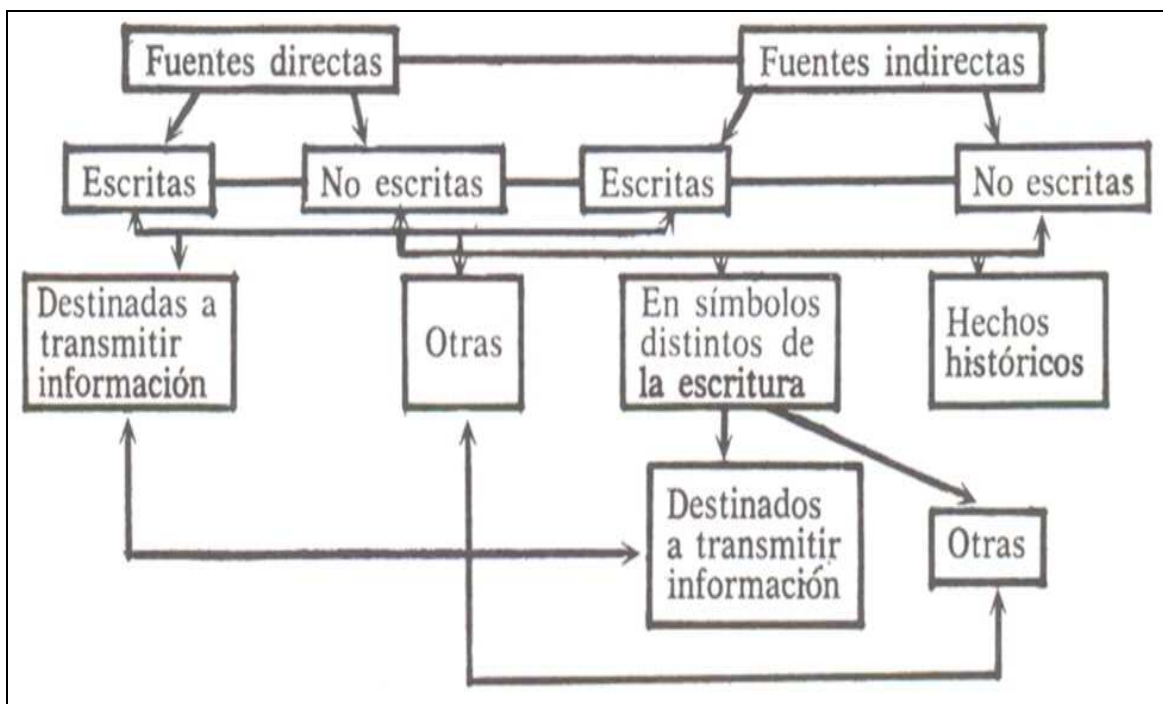 Fuentes directas
Fuentes indirectas
Escritas
No escritas
Escritas
No escritas
Destinadas a
transmitir
información
Otras
En símbolos
distintos de
la escritura
Hechos
históricos
Destinados
a transmitir
información
Otras